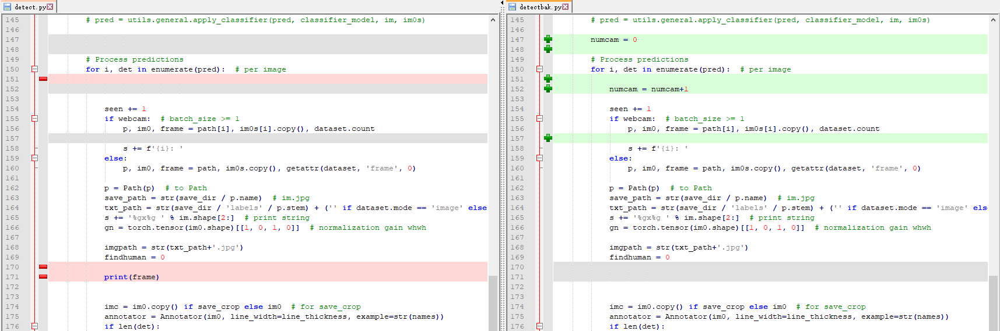 detect.py
145 # pred = utils.general.apply_classifier(pred, classifier_model, im, im0s)
146
147
148
149 # Process predictions
150 for i, det in enumerate(pred):  # per image
151
152
153
154 seen += 1
155 if webcam:  # batch_size >= 1
156 p, im0, frame = path[i], im0s[i].copy(), dataset.count
157
158 s += f'{i}: '
159 else:
160 p, im0, frame = path, im0s.copy(), getattr(dataset, 'frame', 0)
161
162 p = Path(p)  # to Path
163 save_path = str(save_dir / p.name)  # im.jpg
164 txt_path = str(save_dir / 'labels' / p.stem) + ('' if dataset.mode == 'image' else
165 s += '%gx%g ' % im.shape[2:]  # print string
166 gn = torch.tensor(im0.shape)[[1, 0, 1, 0]]  # normalization gain whwh
167
168 imgpath = str(txt_path+'.jpg')
169 findhuman = 0
170
171 print(frame)
172
173
174 imc = im0.copy() if save_crop else im0  # for save_crop
175 annotator = Annotator(im0, line_width=line_thickness, example=str(names))
176 if len(det):
detectbak.py
145 # pred = utils.general.apply_classifier(pred, classifier_model, im, im0s)
146
147 numcam = 0
148
149 # Process predictions
150 for i, det in enumerate(pred):  # per image
151
152 numcam = numcam+1
153
154 seen += 1
155 if webcam:  # batch_size >= 1
156 p, im0, frame = path[i], im0s[i].copy(), dataset.count
157
158 s += f'{i}: '
159 else:
160 p, im0, frame = path, im0s.copy(), getattr(dataset, 'frame', 0)
161
162 p = Path(p)  # to Path
163 save_path = str(save_dir / p.name)  # im.jpg
164 txt_path = str(save_dir / 'labels' / p.stem) + ('' if dataset.mode == 'image' els
165 s += '%gx%g ' % im.shape[2:]  # print string
166 gn = torch.tensor(im0.shape)[[1, 0, 1, 0]]  # normalization gain whwh
167
168 imgpath = str(txt_path+'.jpg')
169 findhuman = 0
170
171
172
173
174 imc = im0.copy() if save_crop else im0  # for save_crop
175 annotator = Annotator(im0, line_width=line_thickness, example=str(names))
176 if len(det):